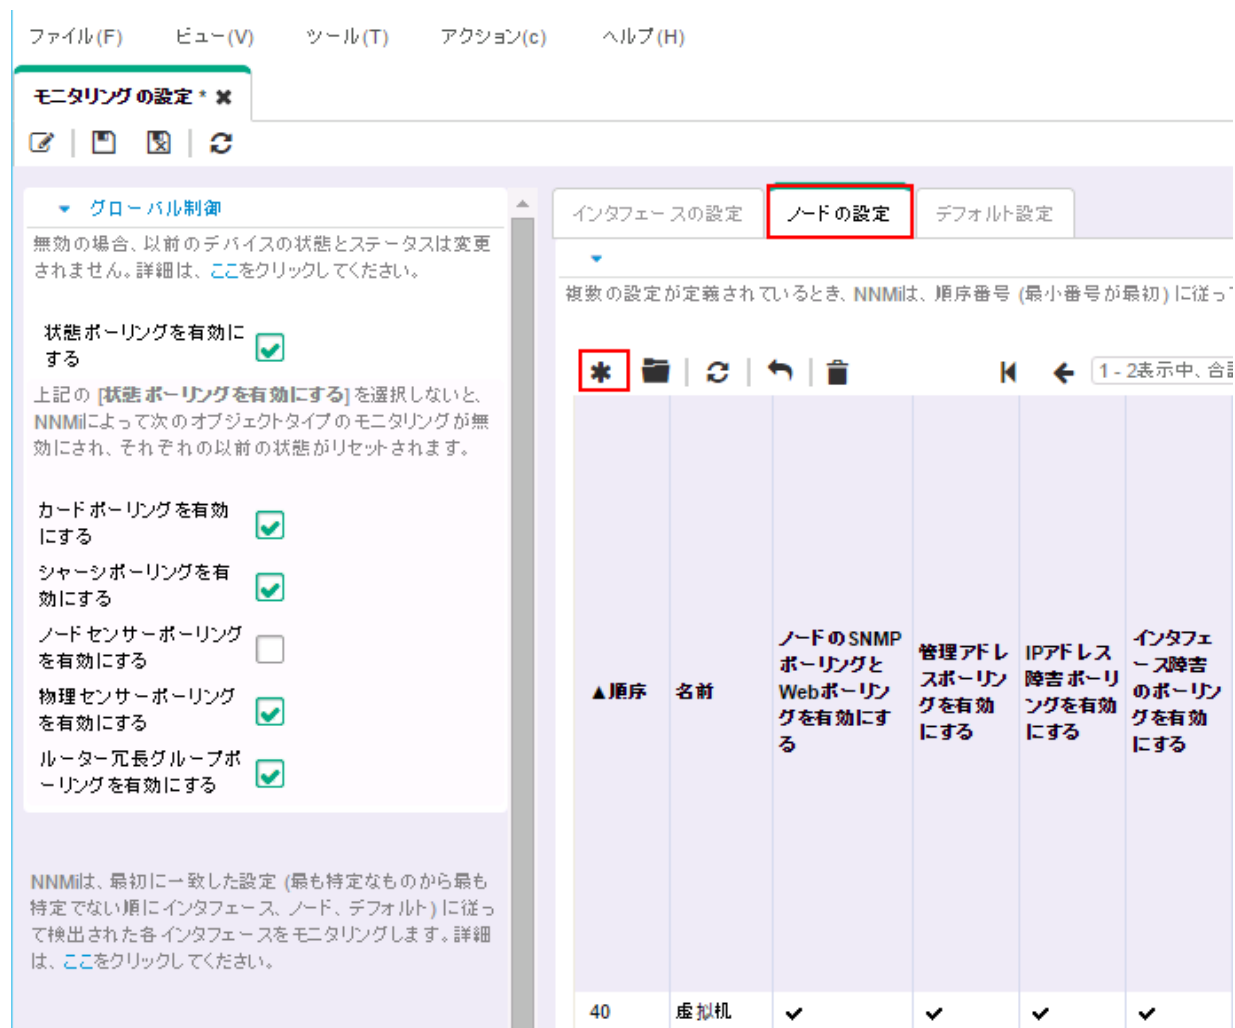 ファイル(F) ビュー(V) ツール(T) アクション(c) ヘルプ(H)
モニタリングの設定 *
グローバル制御
無効の場合、以前のデバイスの状態とステータスは変更
されません。詳細は、ここをクリックしてください。
状態ポーリングを有効に
する
上記の [状態ポーリングを有効にする] を選択しないと、
NNMiによって次のオブジェクトタイプのモニタリングが無
効にされ、それぞれの以前の状態がリセットされます。
カードポーリングを有効
にする
シャーシポーリングを有
効にする
ノードセンサーポーリング
を有効にする
物理センサーポーリング
を有効にする
ルーター冗長グループポ
ーリングを有効にする
NNMiは、最初に一致した設定 (最も特定なものから最も
特定でない順にインタフェース、ノード、デフォルト) に従っ
て検出された各インタフェースをモニタリングします。詳細
は、ここをクリックしてください。
インタフェースの設定 ノードの設定 デフォルト設定
複数の設定が定義されているとき、NNMiは、順序番号 (最小番号が最初) に従って
1 - 2表示中、合計
▲順序
名前
ノードのSNMP
ポーリングと
Webポーリン
グを有効にす
る
管理アドレ
スポーリン
グを有効
にする
IPアドレス
障害ポーリ
ングを有効
にする
インタフェ
ース障害
のポーリン
グを有効
にする
40 虚拟机